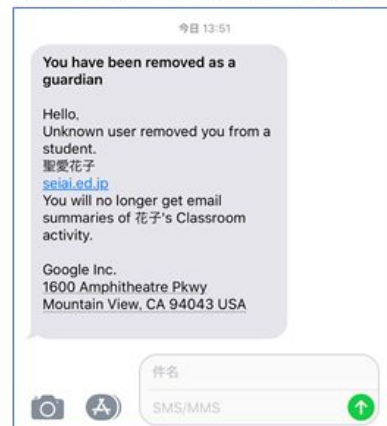 今日 13:51
You have been removed as a
guardian
Hello,
Unknown user removed you from a
student.
聖愛花子
seiai.ed.jp
You will no longer get email
summaries of 花子's Classroom
activity.
Google Inc.
1600 Amphitheatre Pkwy
Mountain View, CA 94043 USA
件名
SMS/MMS